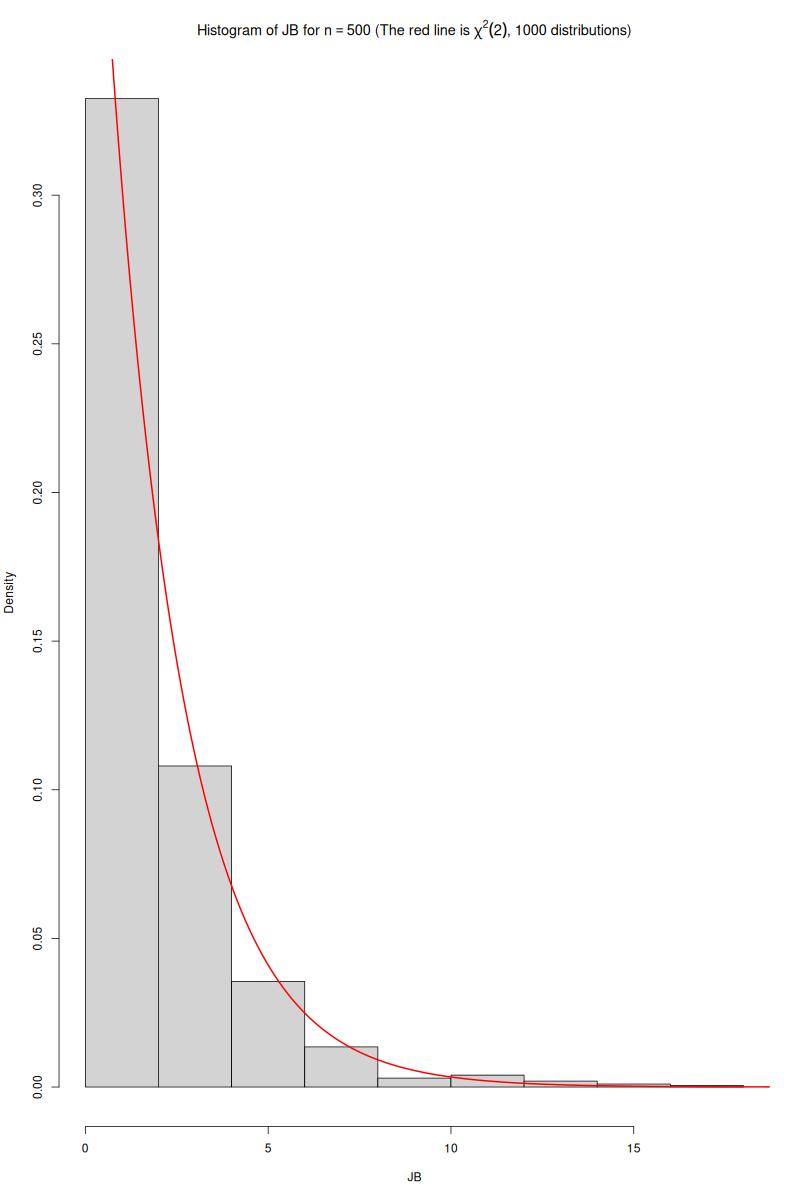 Histogram of JB for n = 500 (The red line is χ²(2), 1000 distributions)
0.30
0.25
0.20
0.15
0.10
0.05
0.00
Density
0 5 10 15
JB